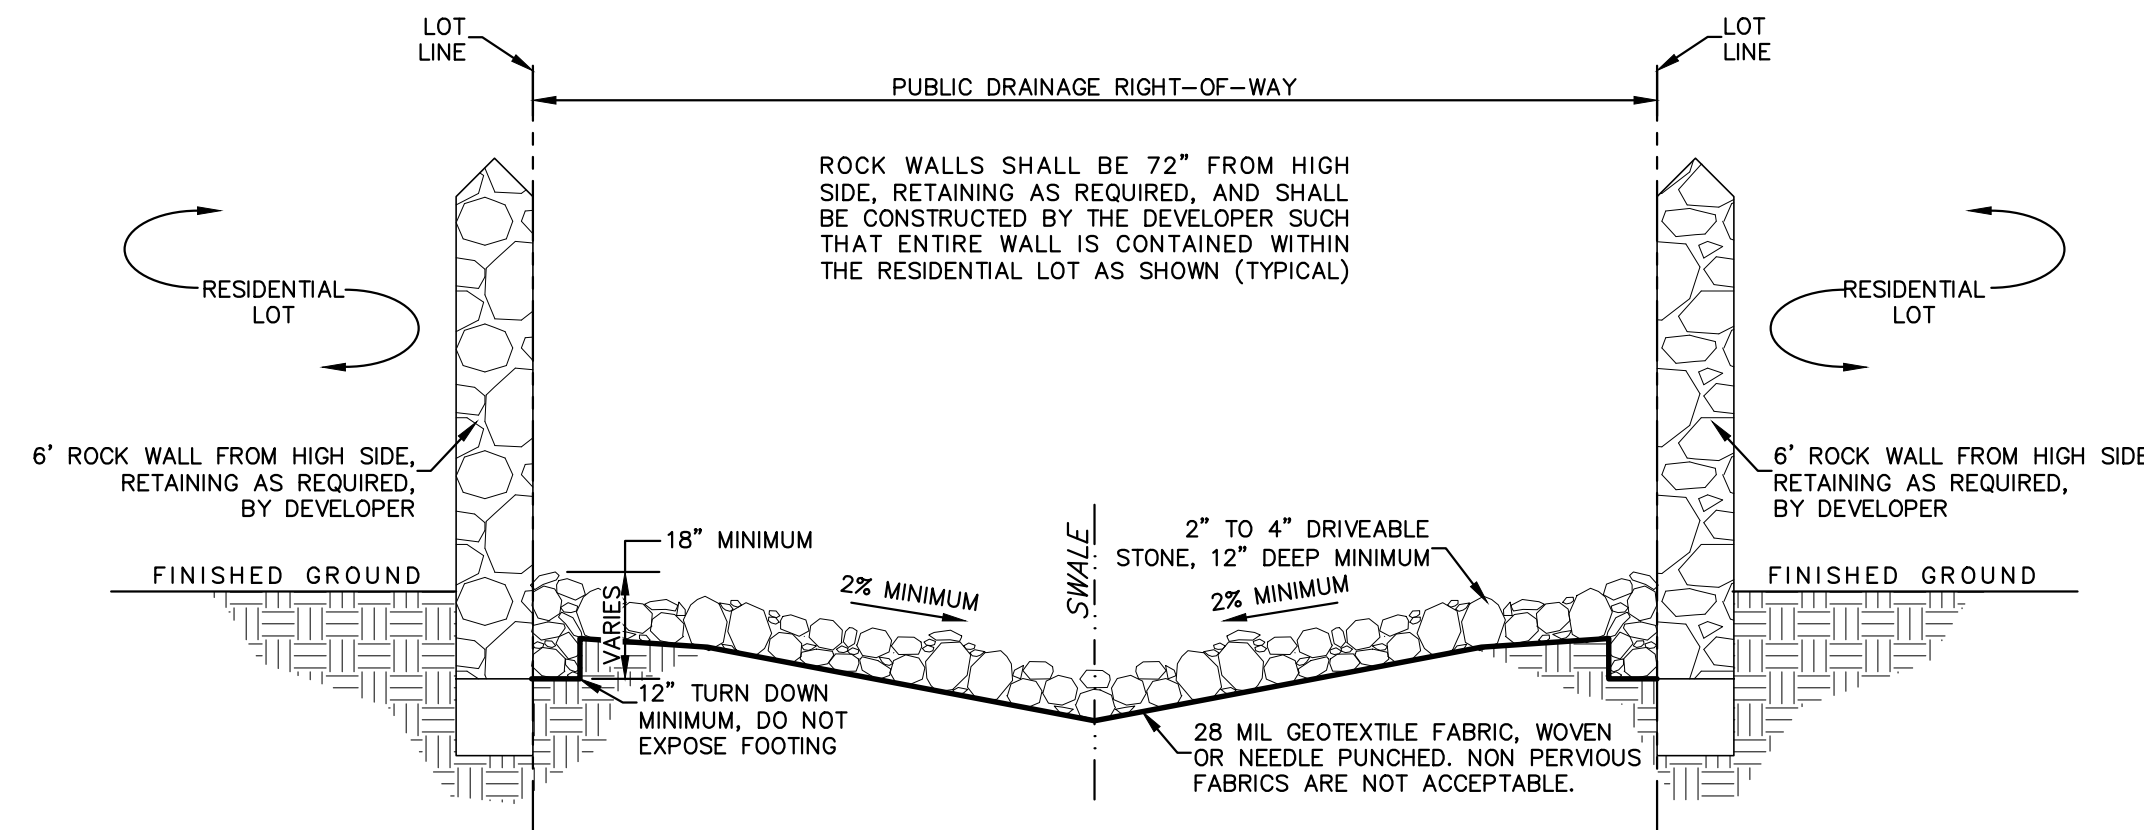 LOT
LINE
LOT
LINE
PUBLIC DRAINAGE RIGHT-OF-WAY
ROCK WALLS SHALL BE 72" FROM HIGH
SIDE, RETAINING AS REQUIRED, AND SHALL
BE CONSTRUCTED BY THE DEVELOPER SUCH
THAT ENTIRE WALL IS CONTAINED WITHIN
THE RESIDENTIAL LOT AS SHOWN (TYPICAL)
RESIDENTIAL
LOT
RESIDENTIAL
LOT
6' ROCK WALL FROM HIGH SIDE,
RETAINING AS REQUIRED,
BY DEVELOPER
6' ROCK WALL FROM HIGH SIDE
RETAINING AS REQUIRED,
BY DEVELOPER
18" MINIMUM
SWALE
2" TO 4" DRIVEABLE
STONE, 12" DEEP MINIMUM
FINISHED GROUND
VARIES
2% MINIMUM
2% MINIMUM
FINISHED GROUND
12" TURN DOWN
MINIMUM, DO NOT
EXPOSE FOOTING
28 MIL GEOTEXTILE FABRIC, WOVEN
OR NEEDLE PUNCHED. NON PERVIOUS
FABRICS ARE NOT ACCEPTABLE.